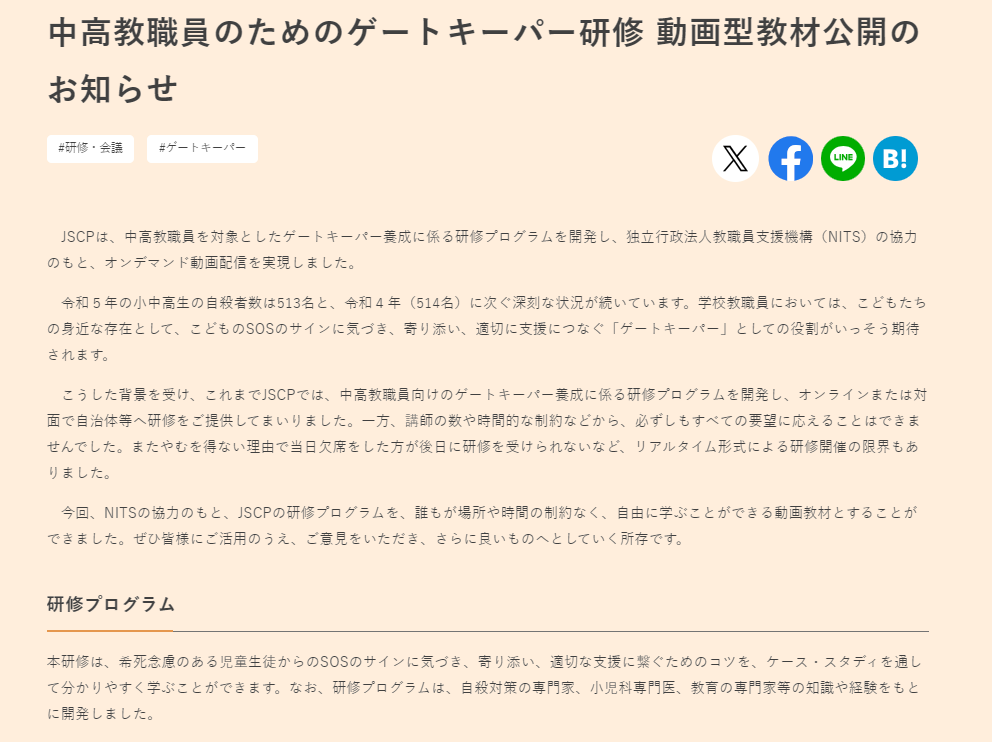 中高教職員のためのゲートキーパー研修 動画型教材公開の
お知らせ
#研修・会議
#ゲートキーパー
X
f
LINE
B!
JSCPは、中高教職員を対象としたゲートキーパー養成に係る研修プログラムを開発し、独立行政法人教職員支援機構（NITS）の協力
のもと、オンデマンド動画配信を実現しました。
令和５年の小中高生の自殺者数は513名と、令和４年（514名）に次ぐ深刻な状況が続いています。学校教職員においては、こどもたち
の身近な存在として、こどものSOSのサインに気づき、寄り添い、適切に支援につなぐ「ゲートキーパー」としての役割がいっそう期待
されます。
こうした背景を受け、これまでJSCPでは、中高教職員向けのゲートキーパー養成に係る研修プログラムを開発し、オンラインまたは対
面で自治体等へ研修をご提供してまいりました。一方、講師の数や時間的な制約などから、必ずしもすべての要望に応えることはできま
せんでした。またやむを得ない理由で当日欠席をした方が後日に研修を受けられないなど、リアルタイム形式による研修開催の限界もあ
りました。
今回、NITSの協力のもと、JSCPの研修プログラムを、誰もが場所や時間の制約なく、自由に学ぶことができる動画教材とすることが
できました。ぜひ皆様にご活用のうえ、ご意見をいただき、さらに良いものへとしていく所存です。
研修プログラム
本研修は、希死念慮のある児童生徒からのSOSのサインに気づき、寄り添い、適切な支援に繋ぐためのコツを、ケース・スタディを通し
て分かりやすく学ぶことができます。なお、研修プログラムは、自殺対策の専門家、小児科専門医、教育の専門家等の知識や経験をもと
に開発しました。